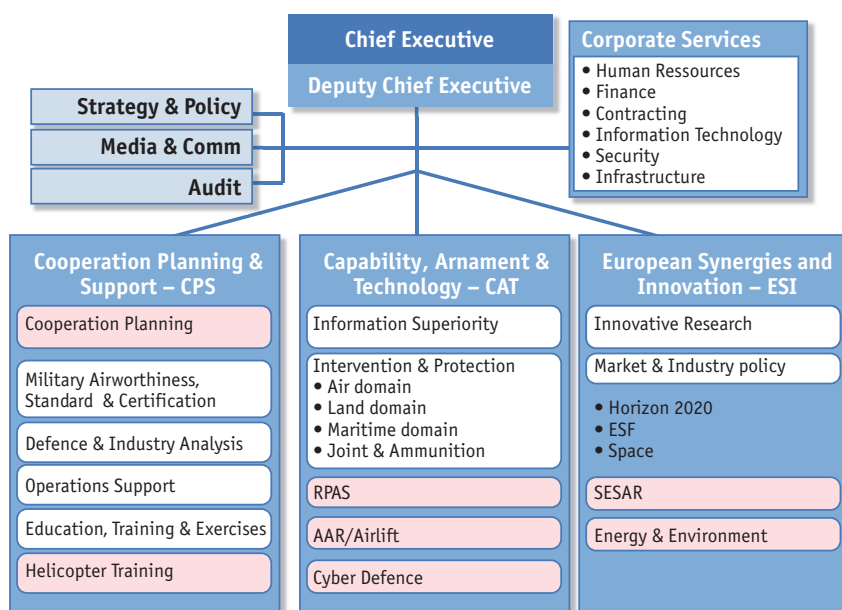 Chief Executive
Deputy Chief Executive
Corporate Services
• Human Ressources
• Finance
• Contracting
• Information Technology
• Security
• Infrastructure
Strategy & Policy
Media & Comm
Audit
Cooperation Planning &
Support – CPS
Cooperation Planning
Military Airworthiness,
Standard & Certification
Defence & Industry Analysis
Operations Support
Education, Training & Exercises
Helicopter Training
Capability, Arnament &
Technology – CAT
Information Superiority
Intervention & Protection
• Air domain
• Land domain
• Maritime domain
• Joint & Ammunition
RPAS
AAR/Airlift
Cyber Defence
European Synergies and
Innovation – ESI
Innovative Research
Market & Industry policy
• Horizon 2020
• ESF
• Space
SESAR
Energy & Environment